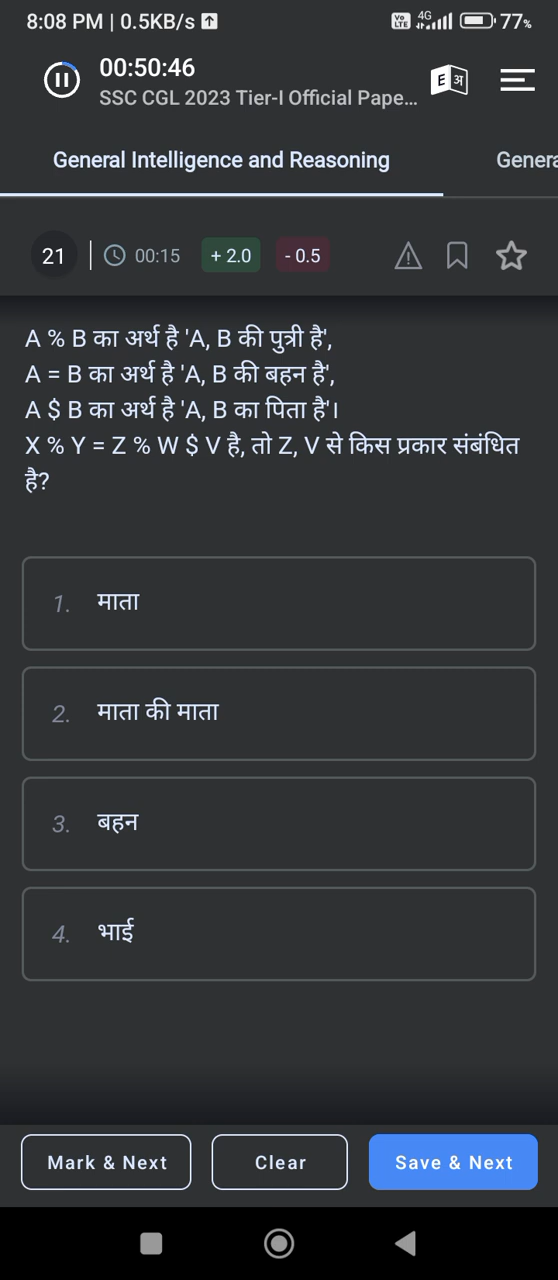 8:08 PM | 0.5KB/s
Vo LTE 4G 77%
00:50:46
SSC CGL 2023 Tier-I Official Pape...
E अ
General Intelligence and Reasoning
Genera
21 | 00:15 + 2.0 - 0.5
A % B का अर्थ है 'A, B की पुत्री है',
A = B का अर्थ है 'A, B की बहन है',
A $ B का अर्थ है 'A, B का पिता है'।
X % Y = Z % W $ V है, तो Z, V से किस प्रकार संबंधित
है?
1. माता
2. माता की माता
3. बहन
4. भाई
Mark & Next
Clear
Save & Next